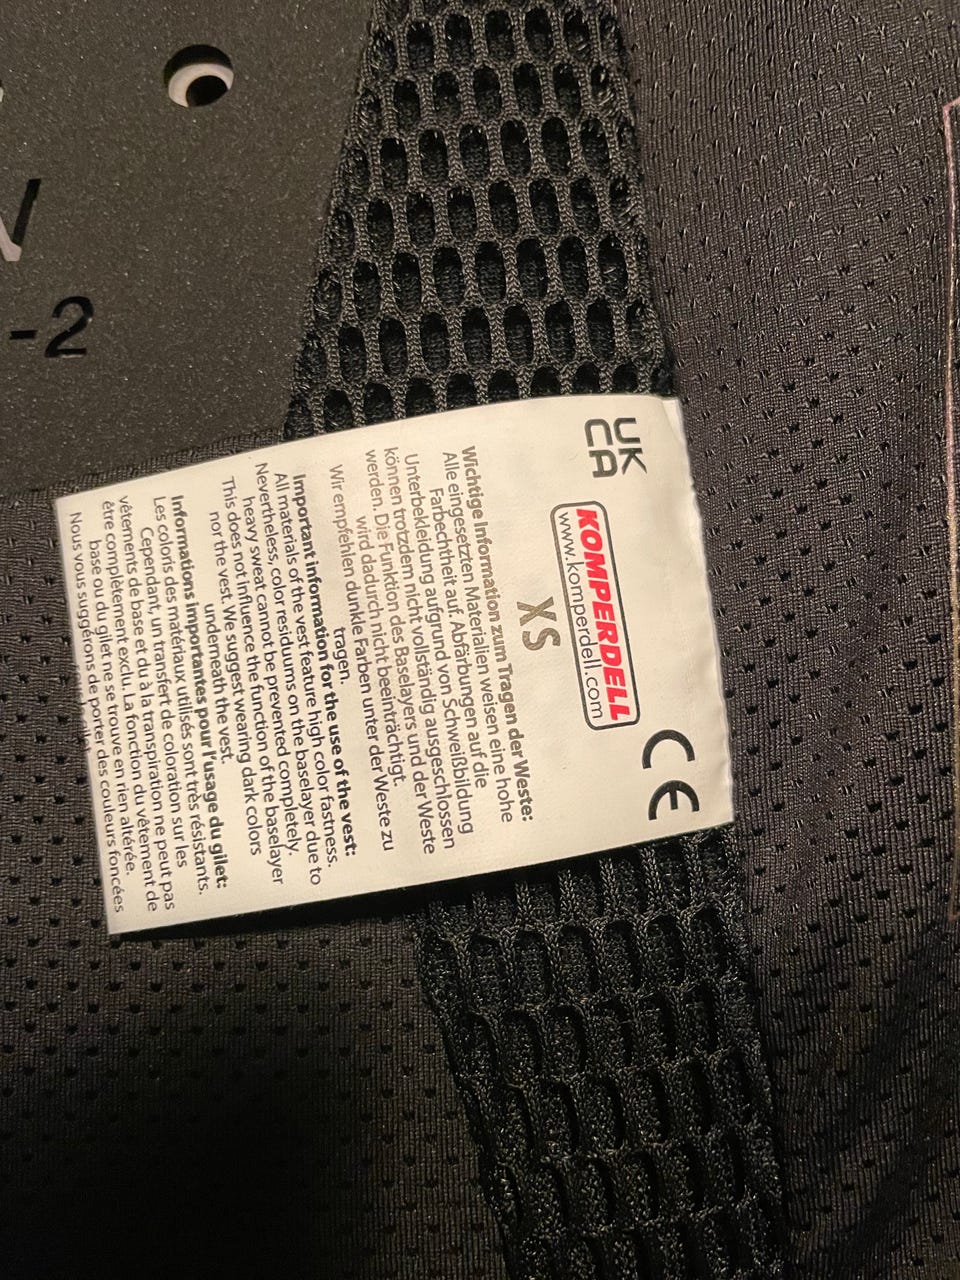 UK
CA
KOMPERDELL
www.komperdell.com
CE
XS
Wichtige Information zum Tragen der Weste:
Alle eingesetzten Materialien weisen eine hohe
Farbechtheit auf. Abfärbungen auf die
Unterbekleidung aufgrund von Schweißbildung
können trotzdem nicht vollständig ausgeschlossen
werden. Die Funktion des Baselayers und der Weste
wird dadurch nicht beeinträchtigt.
Wir empfehlen dunkle Farben unter der Weste zu
tragen.
Important information for the use of the vest:
All materials of the vest feature high color fastness.
Nevertheless, color residuums on the baselayer due to
heavy sweat cannot be prevented completely.
This does not influence the function of the baselayer
nor the vest. We suggest wearing dark colors
underneath the vest.
Informations importantes pour l'usage du gilet:
Les coloris des matériaux utilisés sont très résistants.
Cependant, un transfert de coloration sur les
vêtements de base et du à la transpiration ne peut pas
être complètement exclu. La fonction du vêtement de
base ou du gilet ne se trouve en rien altérée.
Nous vous suggérons de porter des couleurs foncées
-2